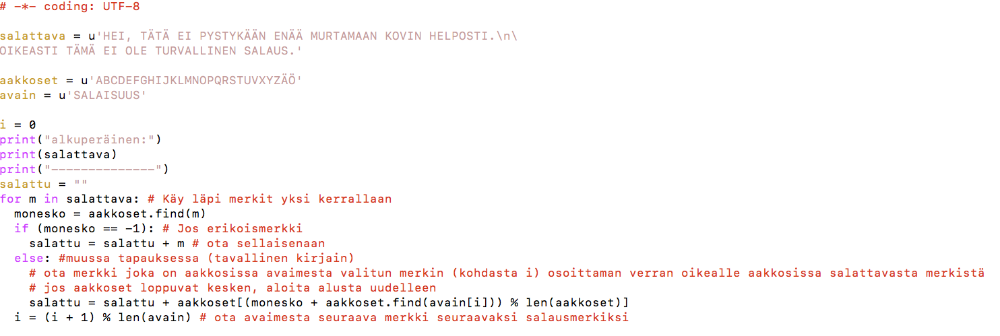 # -*- coding: UTF-8

salattava = u'HEI, TÄTÄ EI PYSTYKÄÄN ENÄÄ MURTAMAAN KOVIN HELPOSTI.\n\
OIKEASTI TÄMÄ EI OLE TURVALLINEN SALAUS.'

aakkoset = u'ABCDEFGHIJKLMNOPQRSTUVXYZÄÖ'
avain = u'SALAISUUS'

i = 0
print("alkuperäinen:")
print(salattava)
print("--------------")
salattu = ""
for m in salattava: # Käy läpi merkit yksi kerrallaan
  monesko = aakkoset.find(m)
  if (monesko == -1): # Jos erikoismerkki
    salattu = salattu + m # ota sellaisenaan
  else: #muussa tapauksessa (tavallinen kirjain)
    # ota merkki joka on aakkosissa avaimesta valitun merkin (kohdasta i) osoittaman verran oikealle aakkosissa salattavasta merkistä
    # jos aakkoset loppuvat kesken, aloita alusta uudelleen
    salattu = salattu + aakkoset[(monesko + aakkoset.find(avain[i])) % len(aakkoset)]
  i = (i + 1) % len(avain) # ota avaimesta seuraava merkki seuraavaksi salausmerkiksi